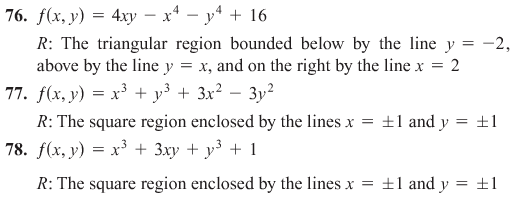 76. f(x, y) = 4xy − x⁴ − y⁴ + 16
R: The triangular region bounded below by the line y = −2,
above by the line y = x, and on the right by the line x = 2
77. f(x, y) = x³ + y³ + 3x² − 3y²
R: The square region enclosed by the lines x = ±1 and y = ±1
78. f(x, y) = x³ + 3xy + y³ + 1
R: The square region enclosed by the lines x = ±1 and y = ±1